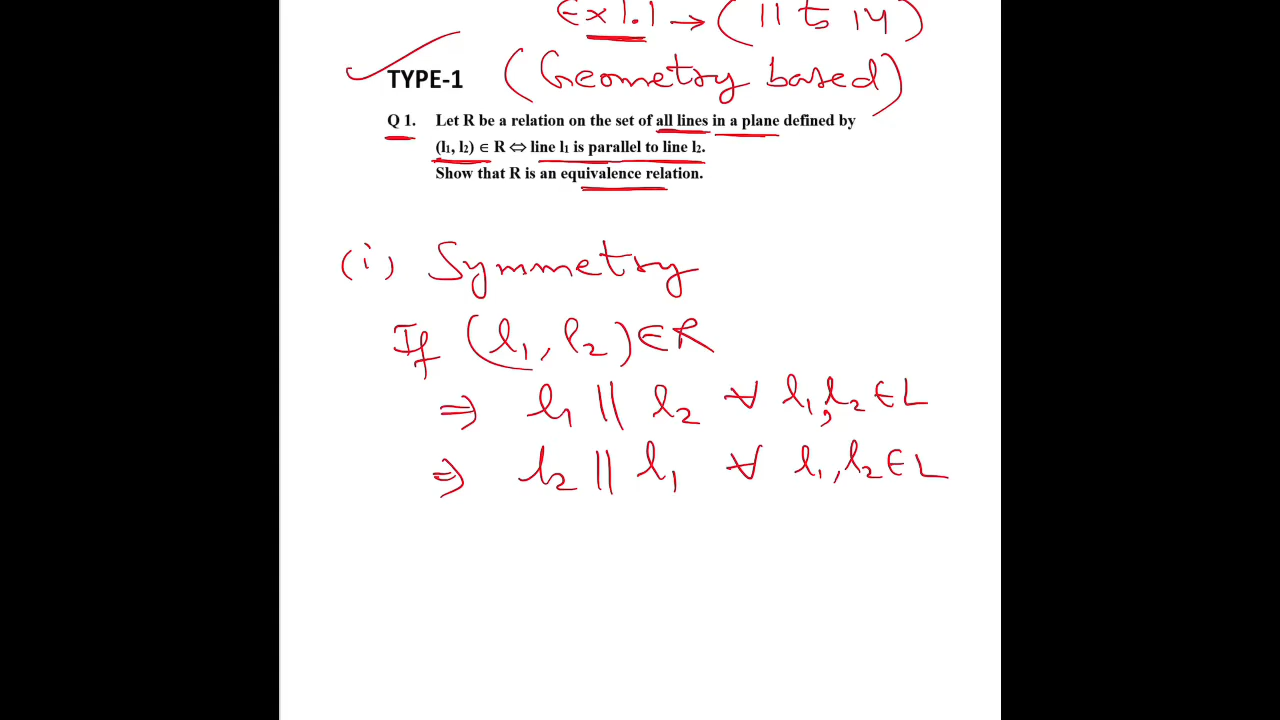 Ex 1.1 → (11 to 14)
TYPE-1 (Geometry based)
Q 1. Let R be a relation on the set of all lines in a plane defined by
(l₁, l₂) ∈ R ⇔ line l₁ is parallel to line l₂.
Show that R is an equivalence relation.
(i) Symmetry
If (l₁, l₂) ∈ R
⇒ l₁ || l₂ ∀ l₁, l₂ ∈ L
⇒ l₂ || l₁ ∀ l₁, l₂ ∈ L